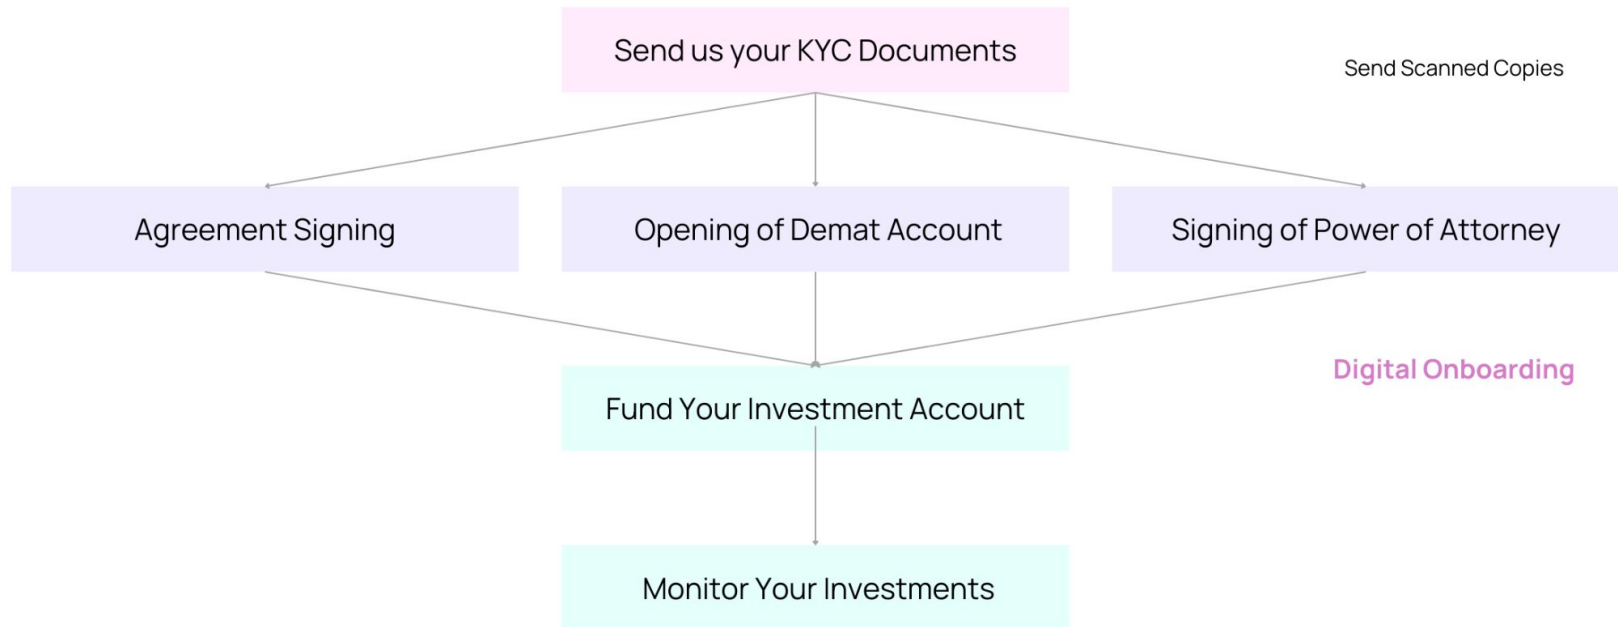 Send us your KYC Documents
Send Scanned Copies
Agreement Signing
Opening of Demat Account
Signing of Power of Attorney
Digital Onboarding
Fund Your Investment Account
Monitor Your Investments